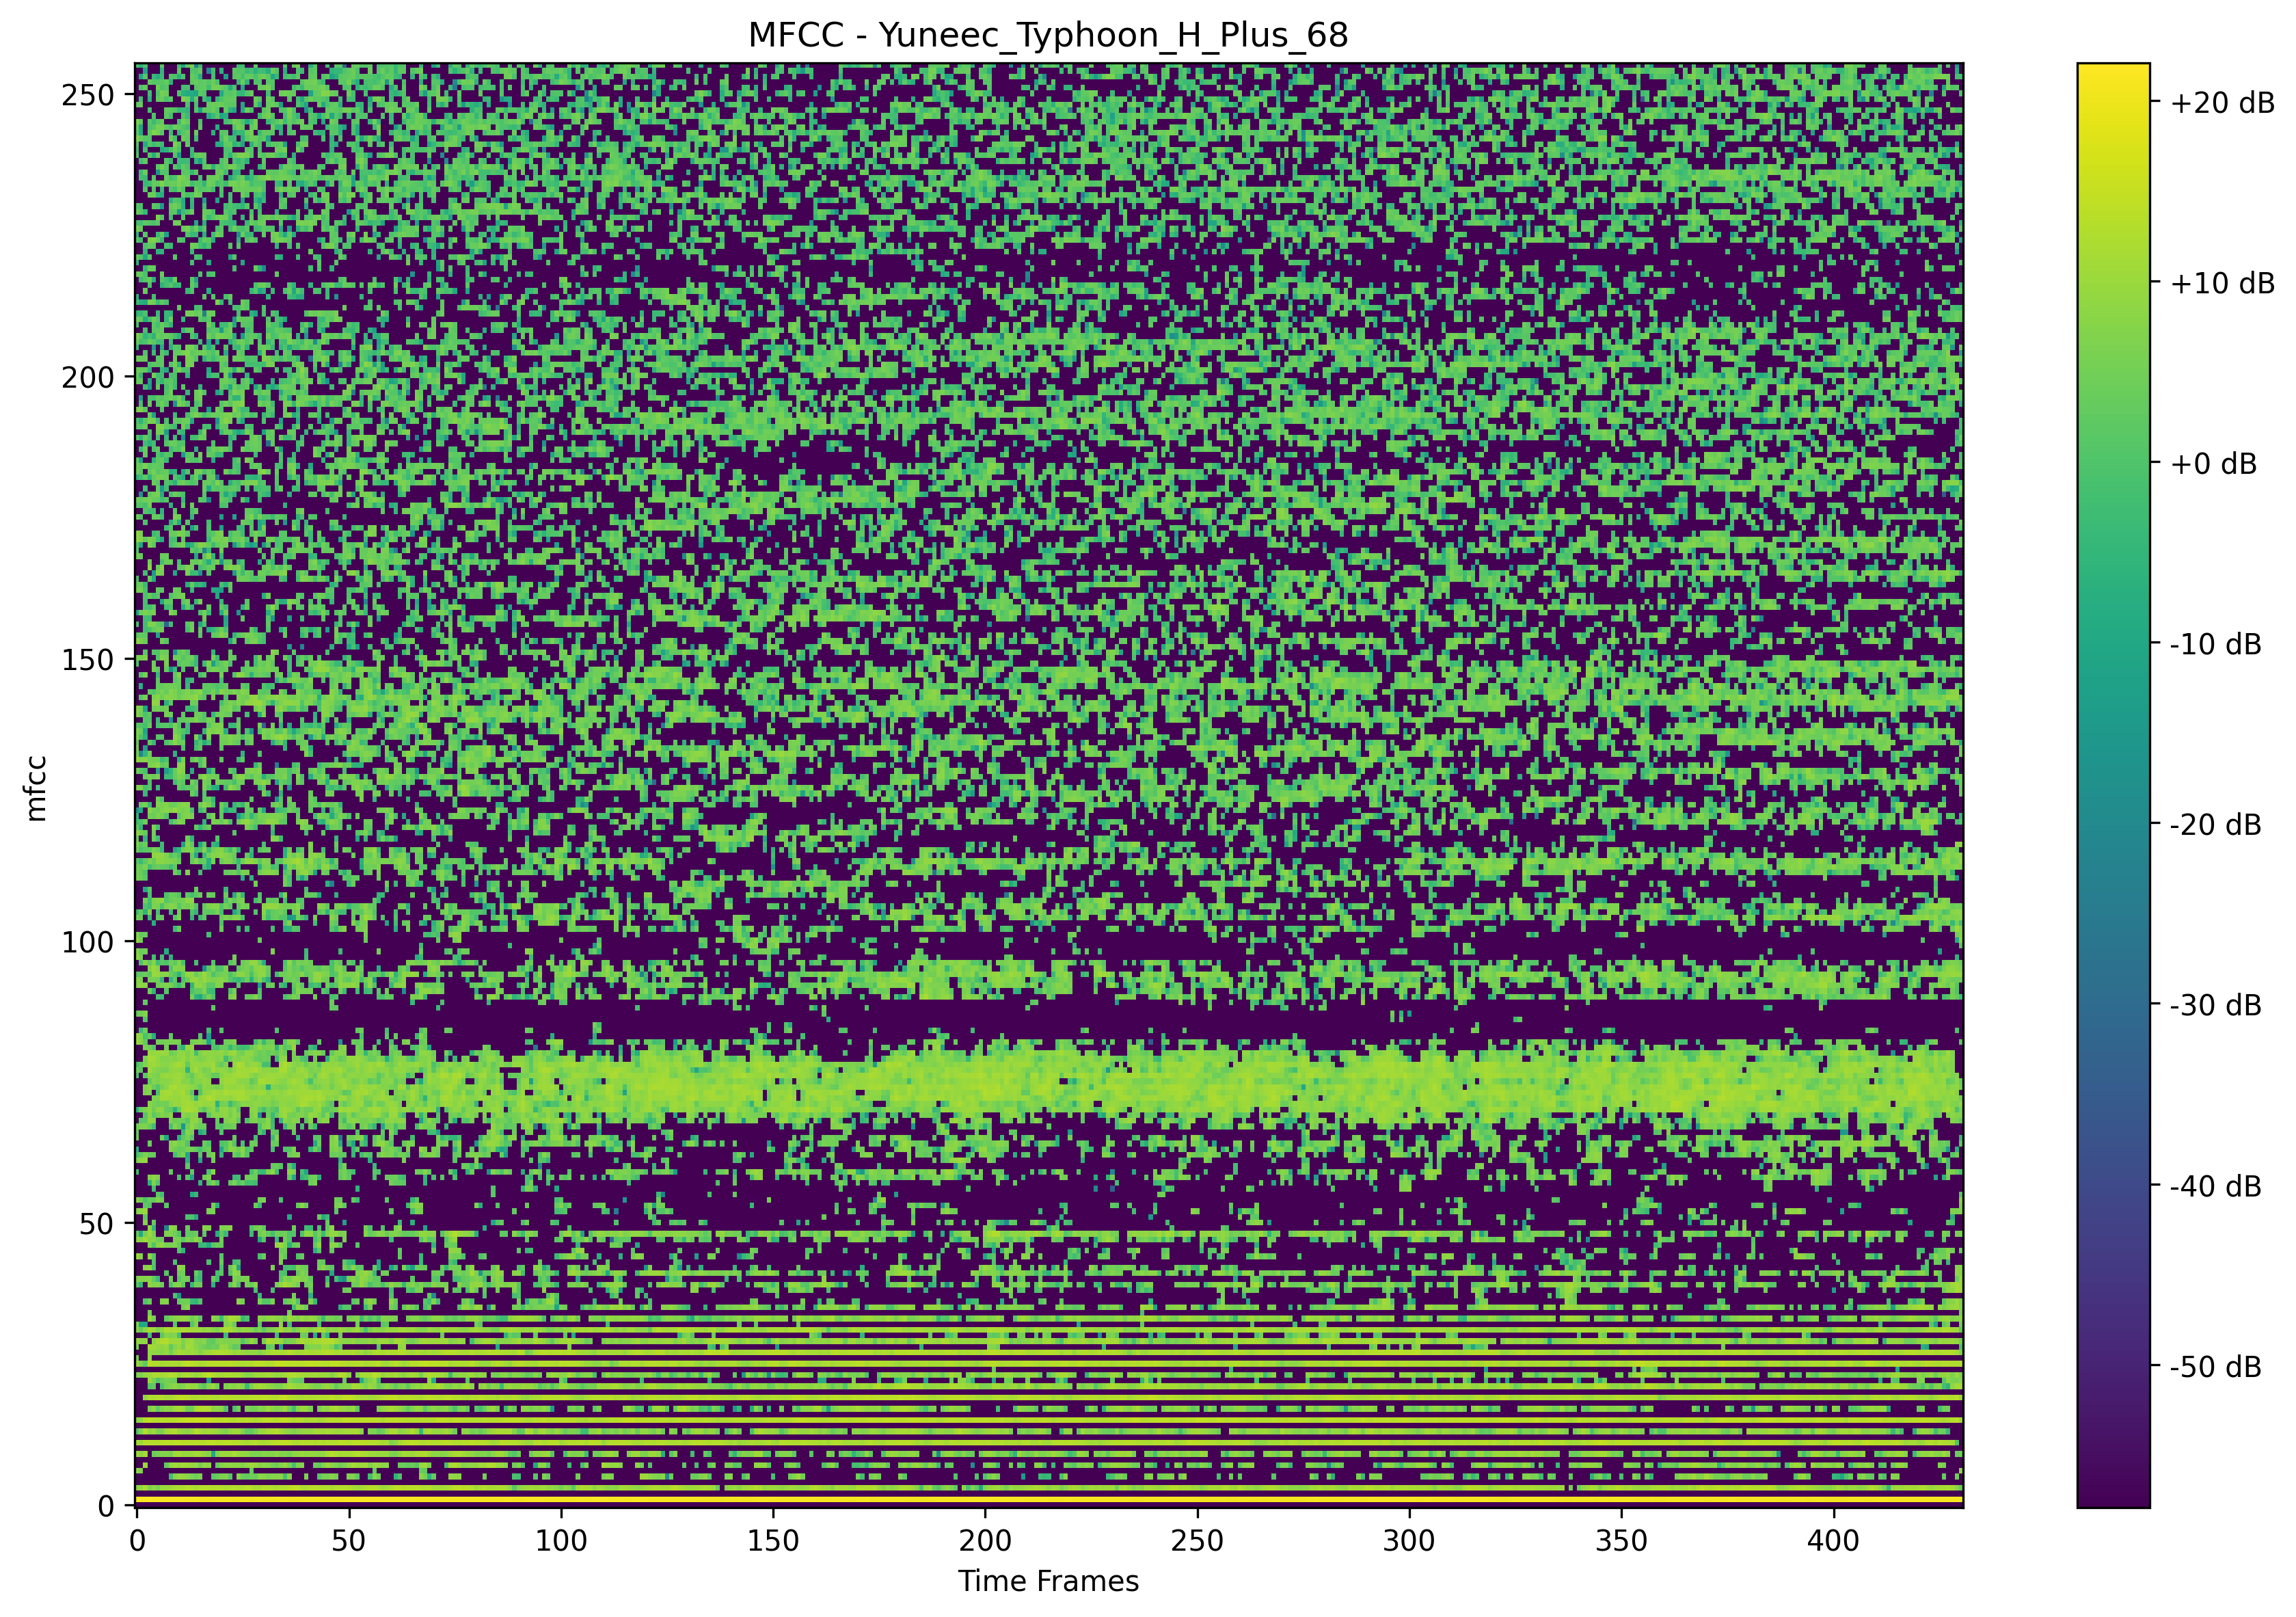 MFCC - Yuneec_Typhoon_H_Plus_68
250
200
150
100
50
0
mfcc
0 50 100 150 200 250 300 350 400
Time Frames
+20 dB
+10 dB
+0 dB
-10 dB
-20 dB
-30 dB
-40 dB
-50 dB